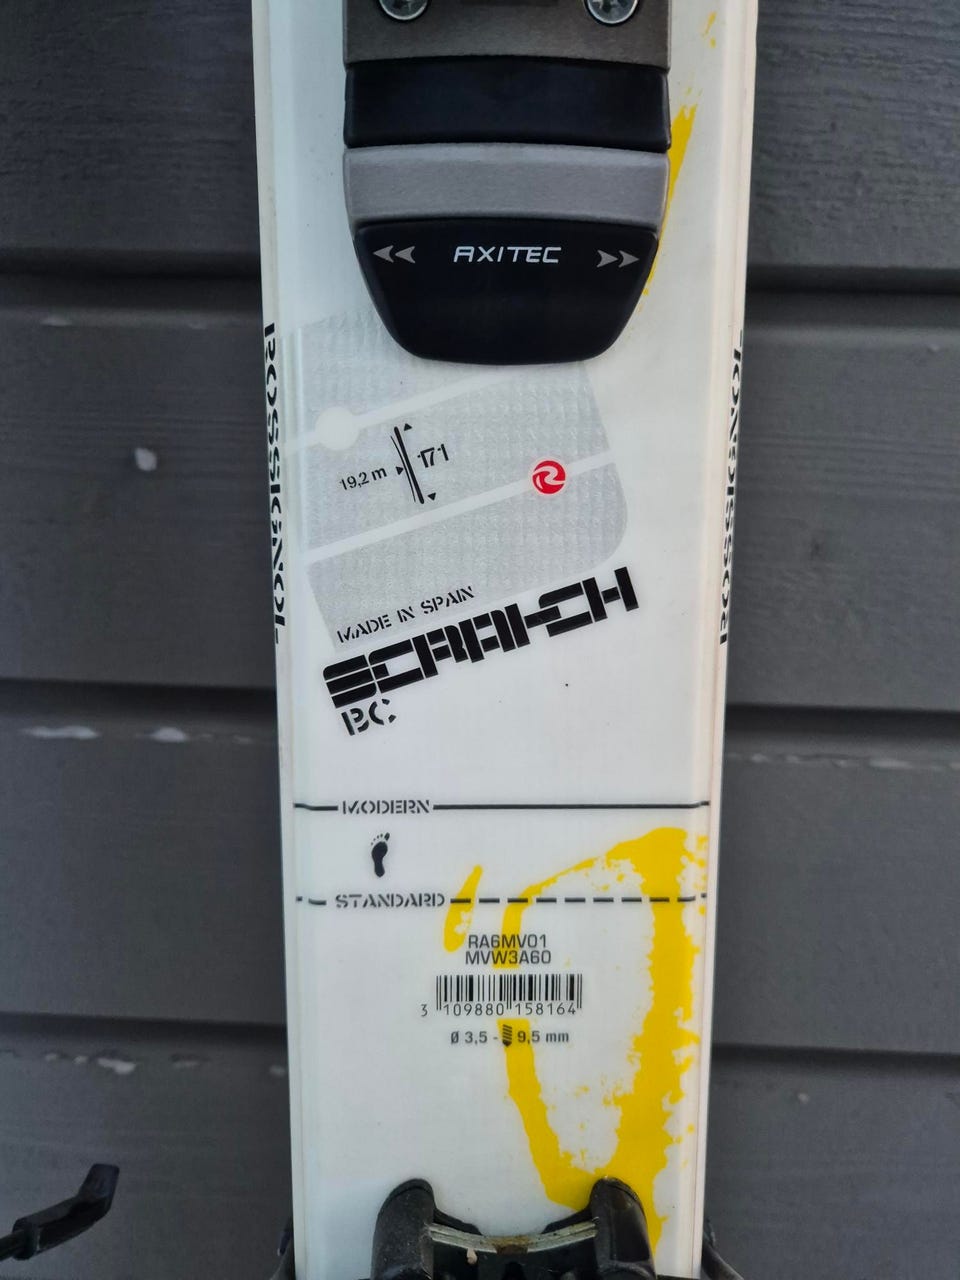 AXITEC
ROSSIGNOL
ROSSIGNOL
171
19,2 m
MADE IN SPAIN
SCRATCH
BC
MODERN
STANDARD
RA6MV01
MVW3A60
3 109880 158164
Ø 3,5 - 9,5 mm